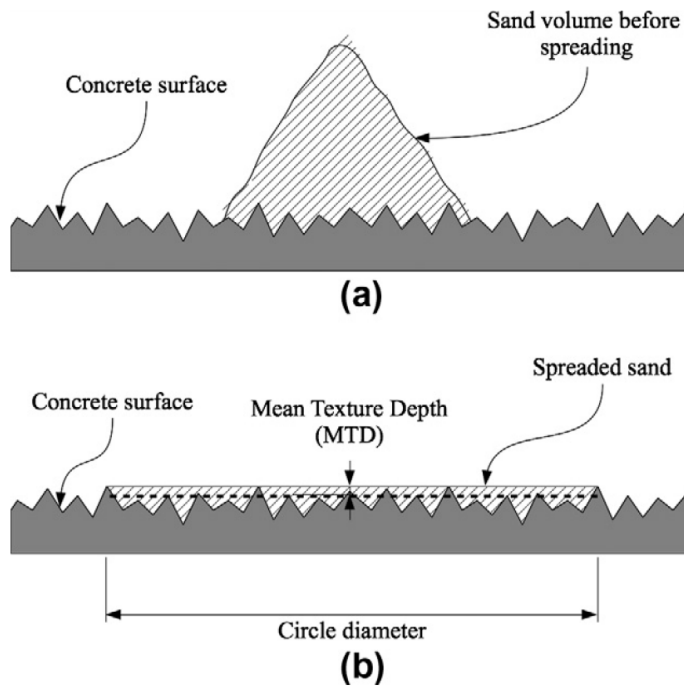 Sand volume before
spreading
Concrete surface
(a)
Spreaded sand
Concrete surface
Mean Texture Depth
(MTD)
Circle diameter
(b)